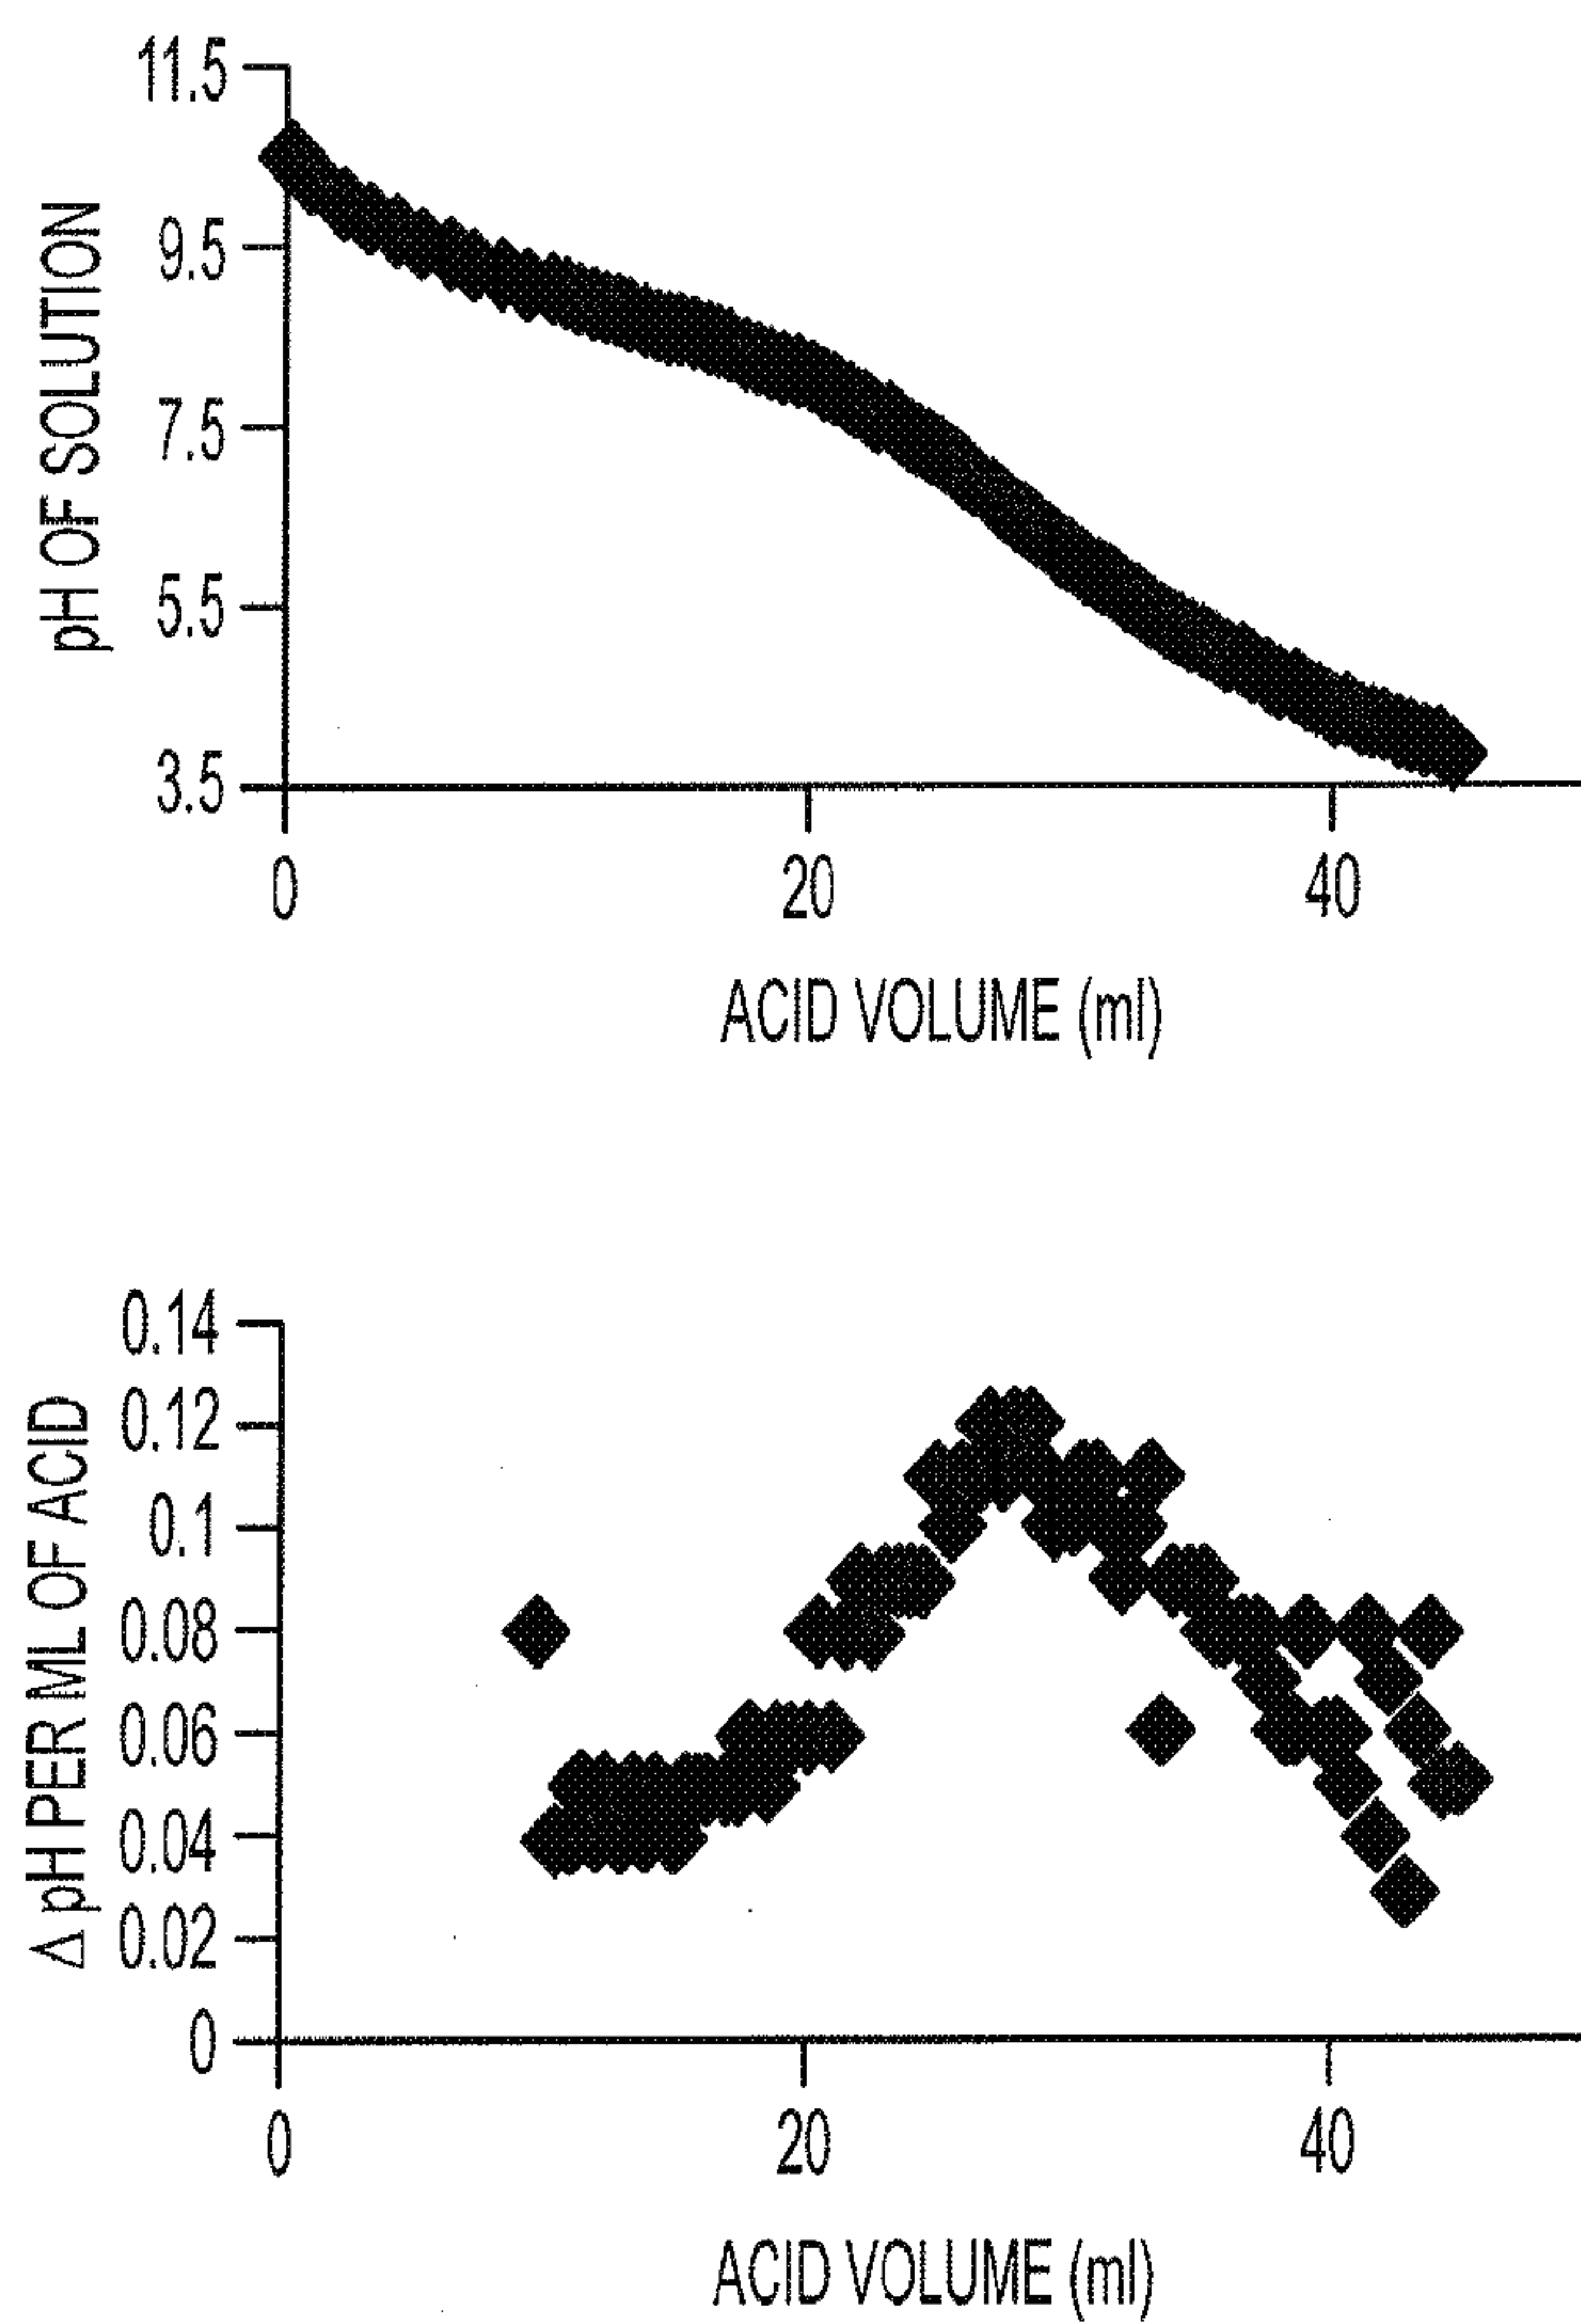 11.5
9.5
7.5
5.5
3.5
pH OF SOLUTION
0 20 40
ACID VOLUME (ml)
0.14
0.12
0.1
0.08
0.06
0.04
0.02
0
Δ pH PER ML OF ACID
0 20 40
ACID VOLUME (ml)